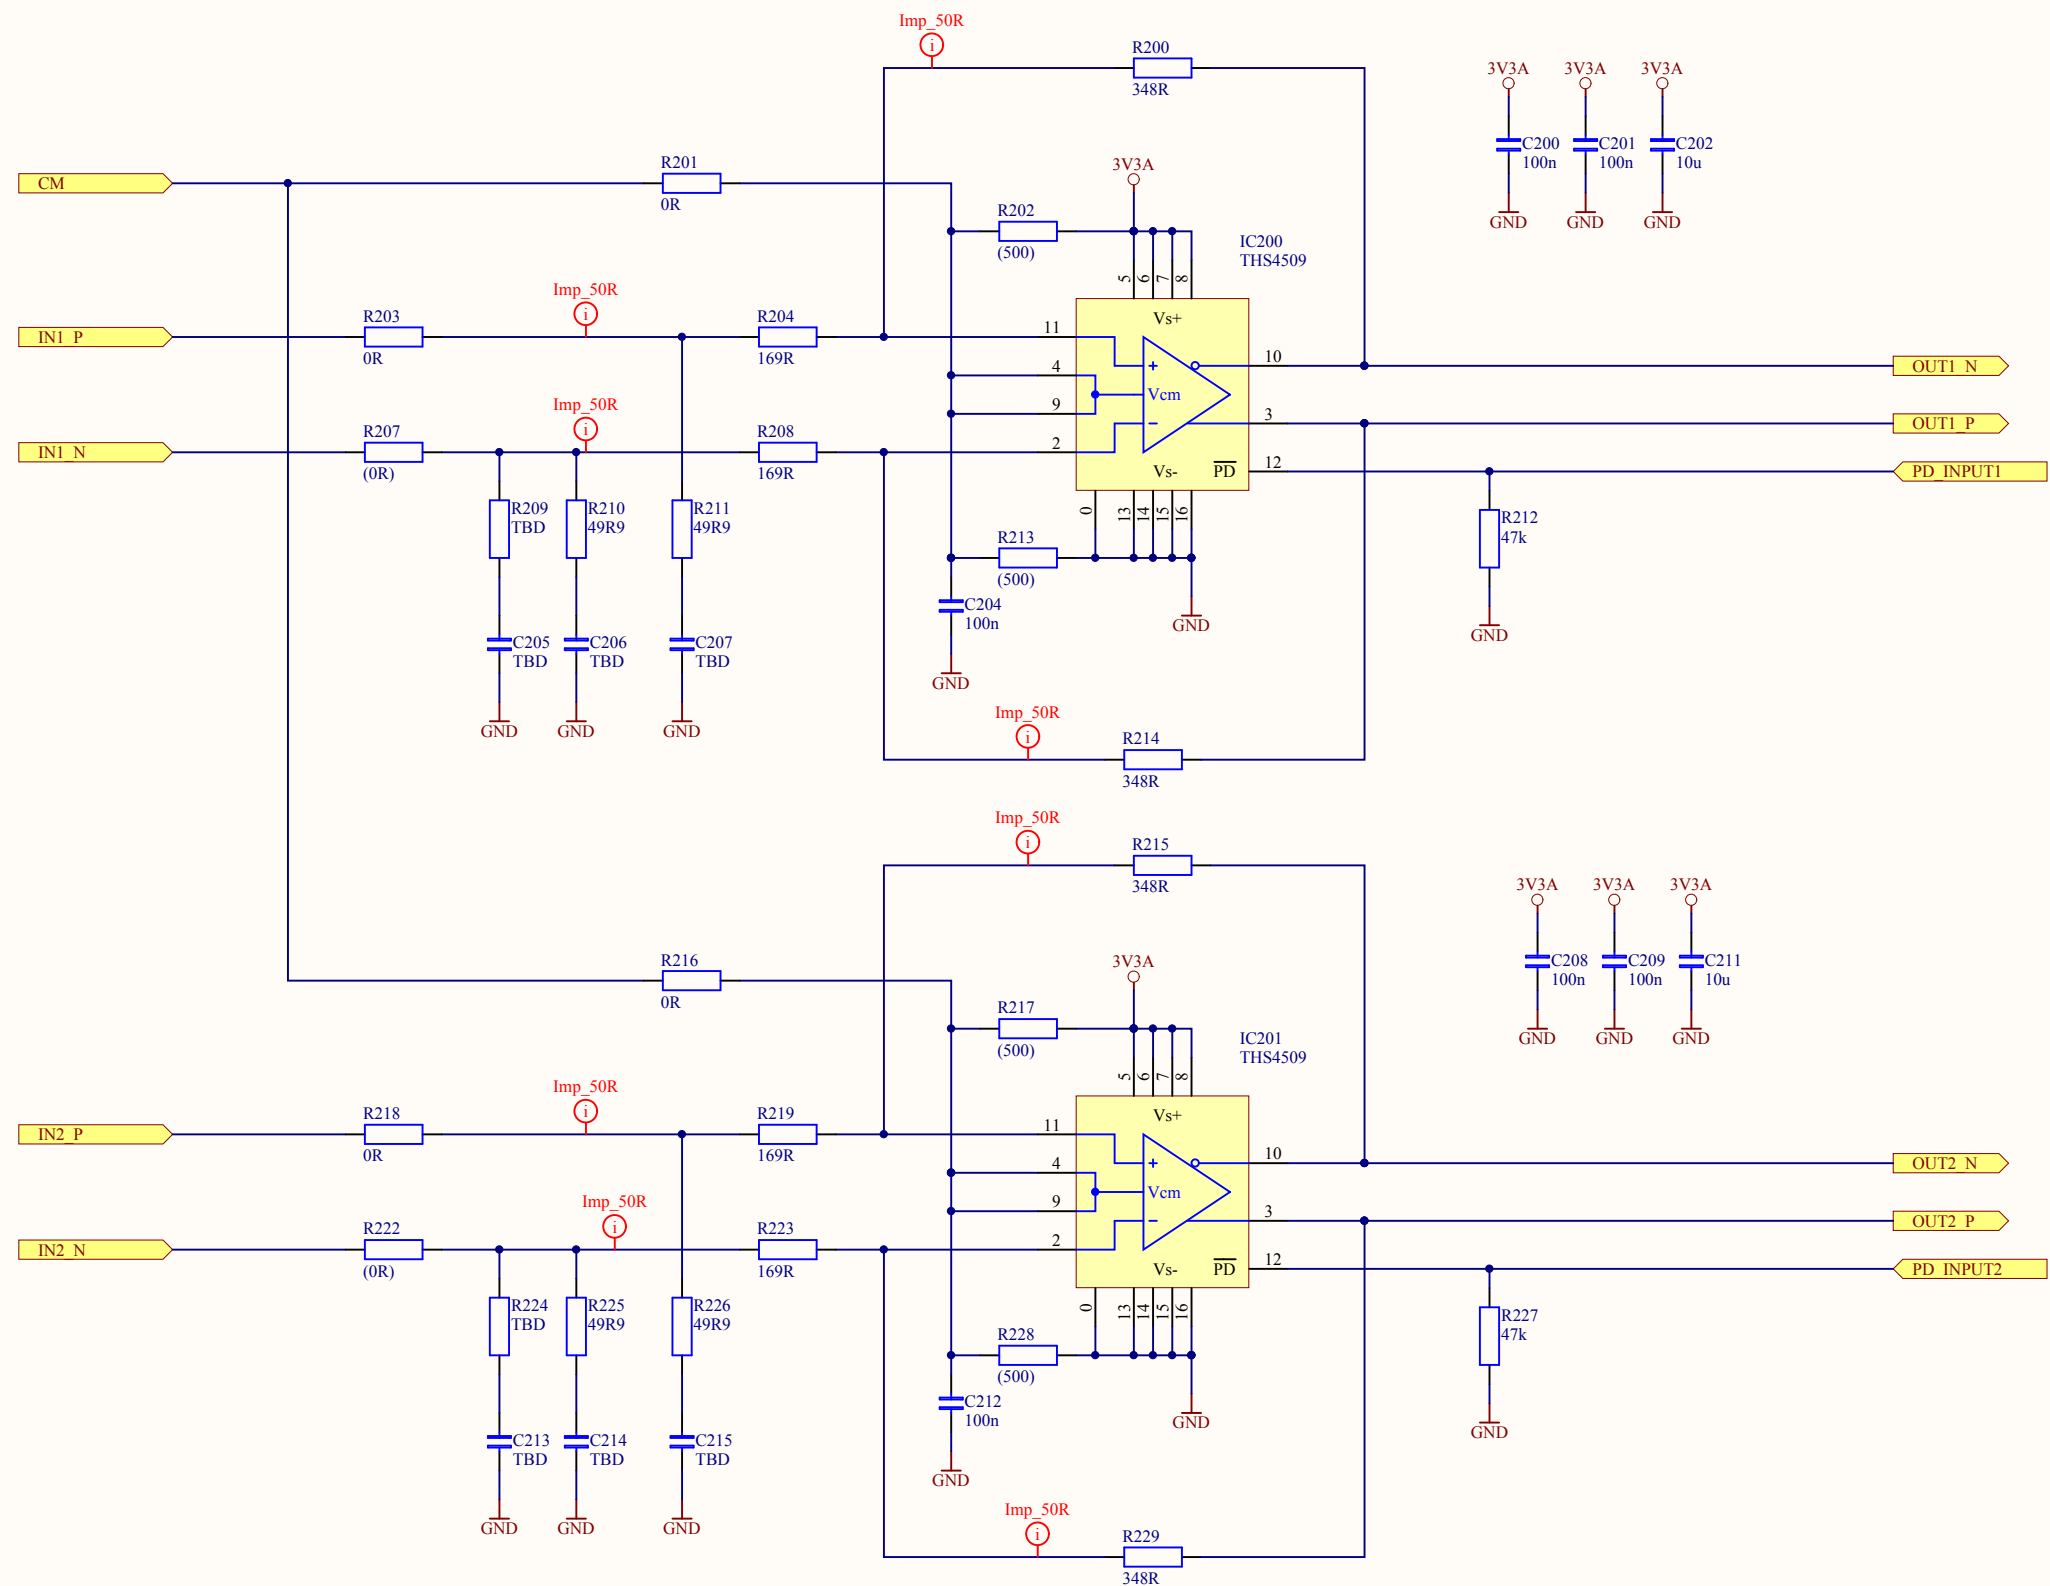 Imp_50R
i
R200
348R
3V3A
3V3A
3V3A
C200
100n
C201
100n
C202
10u
GND
GND
GND
CM
R201
0R
3V3A
R202
(500)
IC200
THS4509
5
6
7
8
Vs+
IN1_P
R203
0R
Imp_50R
i
R204
169R
11
4
9
2
+
Vcm
−
Vs-
PD
10
3
12
OUT1_N
OUT1_P
PD_INPUT1
IN1_N
R207
(0R)
Imp_50R
i
R208
169R
R209
TBD
R210
49R9
R211
49R9
0
13
14
15
16
R212
47k
GND
R213
(500)
C204
100n
GND
GND
C205
TBD
C206
TBD
C207
TBD
GND
GND
GND
Imp_50R
i
R214
348R
Imp_50R
i
R215
348R
3V3A
3V3A
3V3A
C208
100n
C209
100n
C211
10u
GND
GND
GND
R216
0R
3V3A
R217
(500)
IC201
THS4509
5
6
7
8
Vs+
IN2_P
R218
0R
Imp_50R
i
R219
169R
11
4
9
2
+
Vcm
−
Vs-
PD
10
3
12
OUT2_N
OUT2_P
PD_INPUT2
IN2_N
R222
(0R)
Imp_50R
i
R223
169R
R224
TBD
R225
49R9
R226
49R9
0
13
14
15
16
R227
47k
GND
R228
(500)
C212
100n
GND
GND
C213
TBD
C214
TBD
C215
TBD
GND
GND
GND
Imp_50R
i
R229
348R